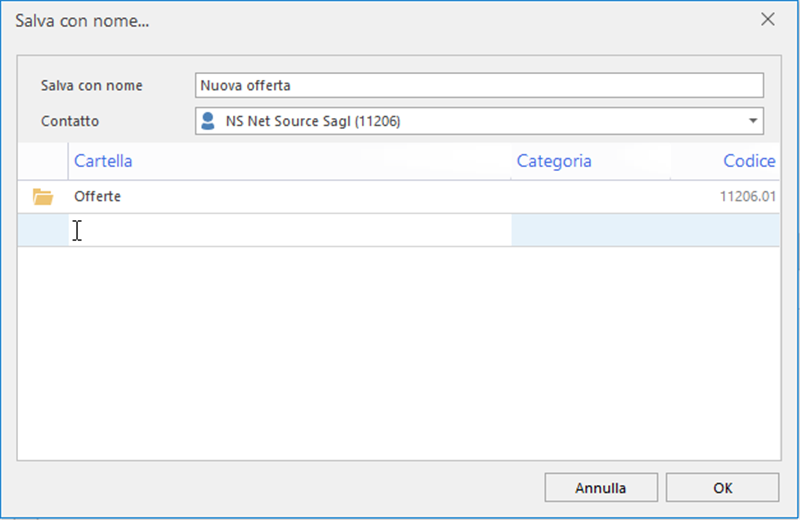 Salva con nome...
Salva con nome Nuova offerta
Contatto NS Net Source Sagl (11206)
Cartella Categoria Codice
Offerte 11206.01
Annulla OK